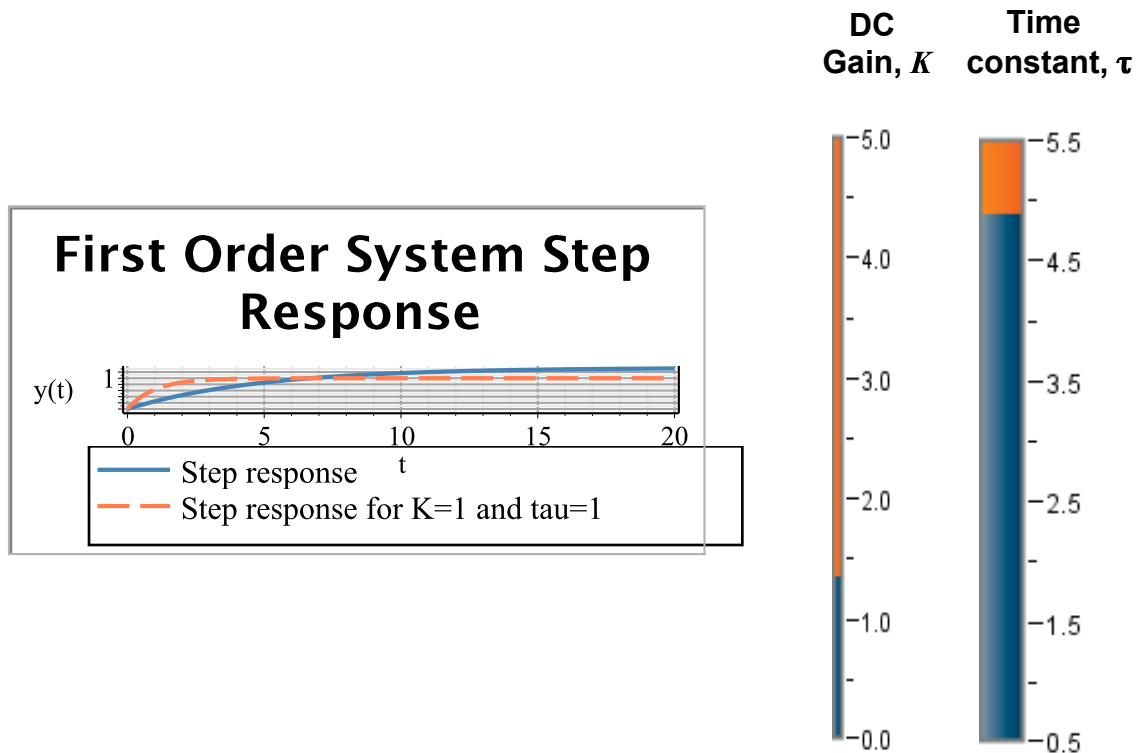 DC
Gain, K
Time
constant, τ
First Order System Step
Response
y(t)
1
0
5
10
15
20
t
Step response
Step response for K=1 and tau=1
5.0
4.0
3.0
2.0
1.0
0.0
5.5
4.5
3.5
2.5
1.5
0.5